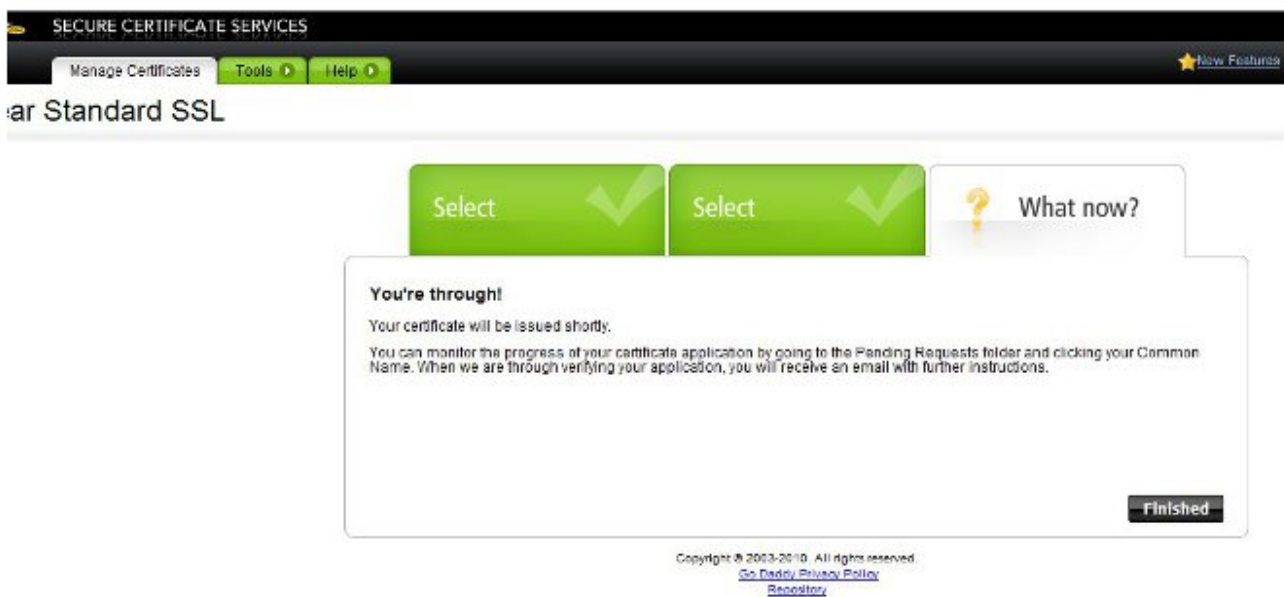 SECURE CERTIFICATE SERVICES
Manage Certificates Tools Help New Features
ear Standard SSL
Select Select ? What now?
You're through!
Your certificate will be issued shortly.
You can monitor the progress of your certificate application by going to the Pending Requests folder and clicking your Common
Name. When we are through verifying your application, you will receive an email with further instructions.
Finished
Copyright © 2003-2010. All rights reserved.
Go Daddy Privacy Policy
Repository